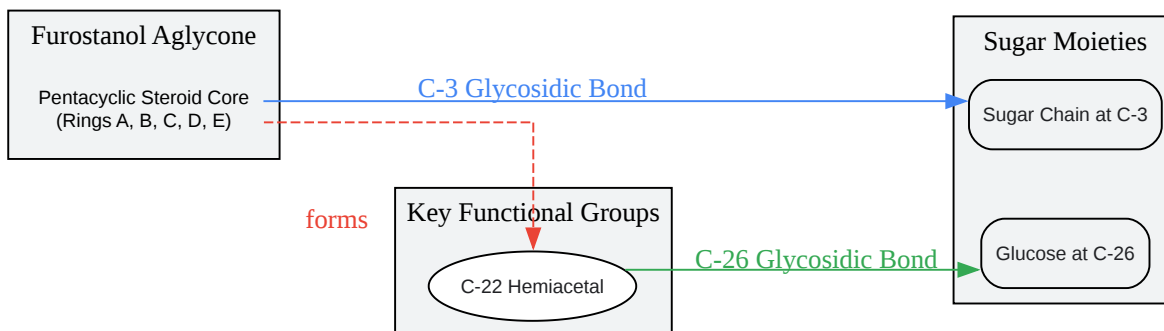 Furostanol Aglycone
Pentacyclic Steroid Core
(Rings A, B, C, D, E)
C-3 Glycosidic Bond
Sugar Moieties
Sugar Chain at C-3
forms
Key Functional Groups
C-22 Hemiacetal
C-26 Glycosidic Bond
Glucose at C-26